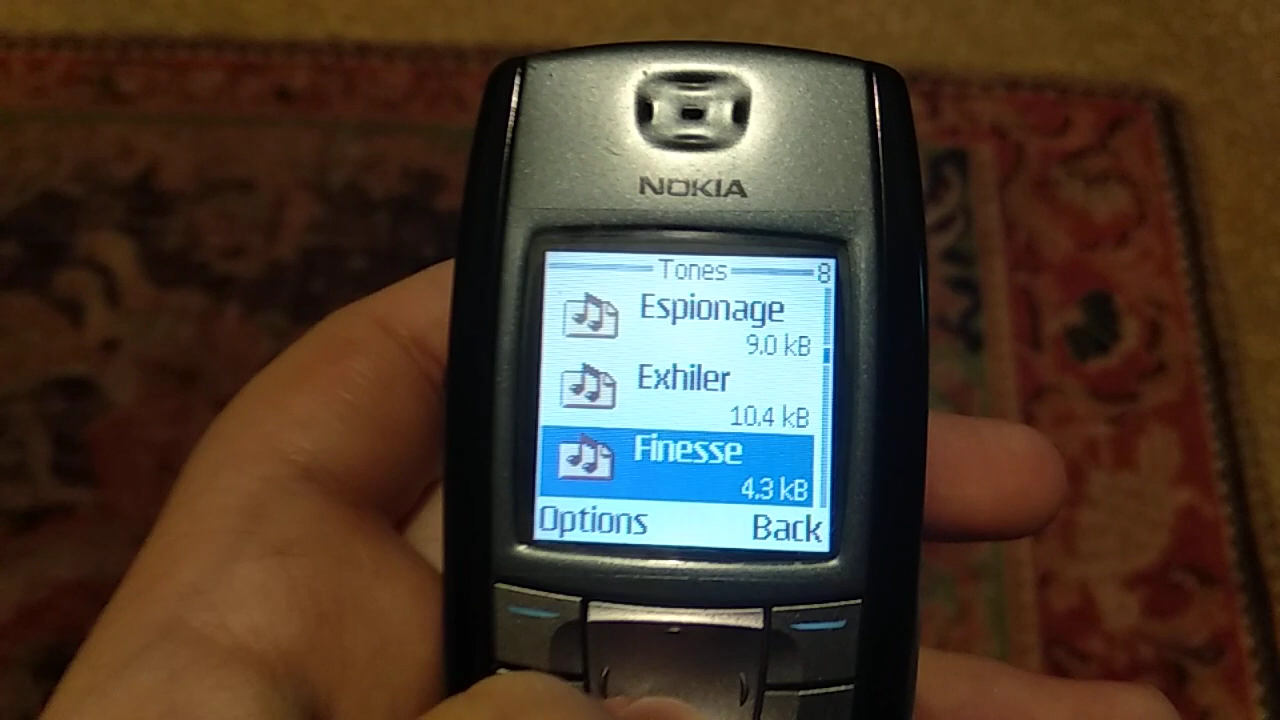 NOKIA
Tones 8
Espionage
9.0 kB
Exhiler
10.4 kB
Finesse
4.3 kB
Options Back